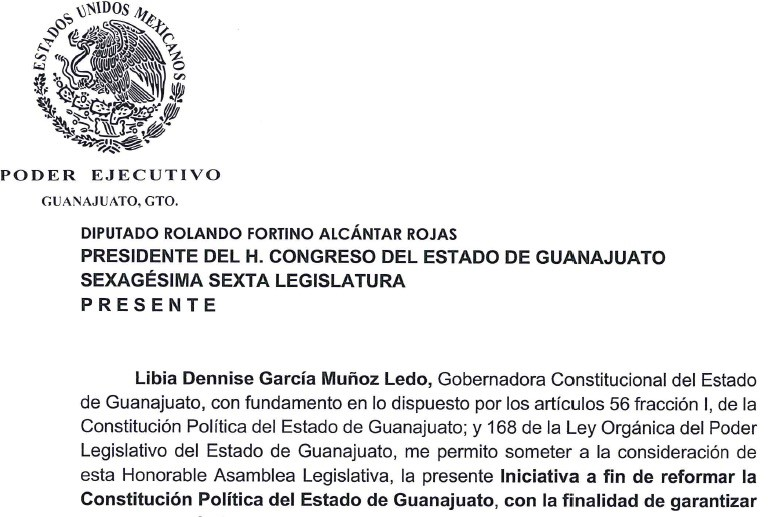 ESTADOS UNIDOS MEXICANOS
PODER EJECUTIVO
GUANAJUATO, GTO.
DIPUTADO ROLANDO FORTINO ALCÁNTAR ROJAS
PRESIDENTE DEL H. CONGRESO DEL ESTADO DE GUANAJUATO
SEXAGÉSIMA SEXTA LEGISLATURA
P R E S E N T E
Libia Dennise García Muñoz Ledo, Gobernadora Constitucional del Estado
de Guanajuato, con fundamento en lo dispuesto por los artículos 56 fracción I, de la
Constitución Política del Estado de Guanajuato; y 168 de la Ley Orgánica del Poder
Legislativo del Estado de Guanajuato, me permito someter a la consideración de
esta Honorable Asamblea Legislativa, la presente Iniciativa a fin de reformar la
Constitución Política del Estado de Guanajuato, con la finalidad de garantizar